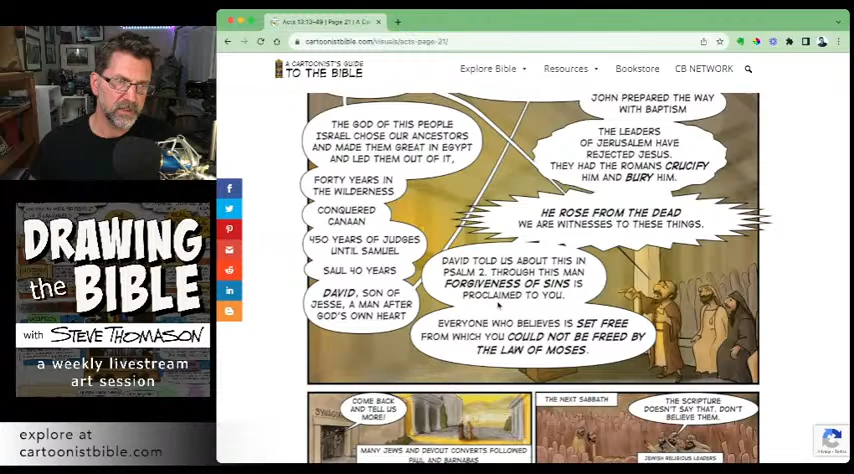 Acts 13:13-49 | Page 21 | A Ca
cartoonistbible.com/visuals/acts-page-21/
A CARTOONIST'S GUIDE
TO THE BIBLE
Explore Bible
Resources
Bookstore
CB NETWORK
THE GOD OF THIS PEOPLE
ISRAEL CHOSE OUR ANCESTORS
AND MADE THEM GREAT IN EGYPT
AND LED THEM OUT OF IT,
FORTY YEARS IN
THE WILDERNESS
CONQUERED
CANAAN
450 YEARS OF JUDGES
UNTIL SAMUEL
SAUL 40 YEARS
DAVID, SON OF
JESSE, A MAN AFTER
GOD'S OWN HEART
JOHN PREPARED THE WAY
WITH BAPTISM
THE LEADERS
OF JERUSALEM HAVE
REJECTED JESUS.
THEY HAD THE ROMANS CRUCIFY
HIM AND BURY HIM.
HE ROSE FROM THE DEAD
WE ARE WITNESSES TO THESE THINGS.
DAVID TOLD US ABOUT THIS IN
PSALM 2. THROUGH THIS MAN
FORGIVENESS OF SINS IS
PROCLAIMED TO YOU.
EVERYONE WHO BELIEVES IS SET FREE
FROM WHICH YOU COULD NOT BE FREED BY
THE LAW OF MOSES.
COME BACK
AND TELL US
MORE!
MANY JEWS AND DEVOUT CONVERTS FOLLOWED
PAUL AND BARNABAS
THE NEXT SABBATH
THE SCRIPTURE
DOESN'T SAY THAT, DON'T
BELIEVE THEM.
JEWISH RELIGIOUS LEADERS
DRAWING
the BIBLE
with STEVE THOMASON
a weekly livestream
art session
explore at
cartoonistbible.com